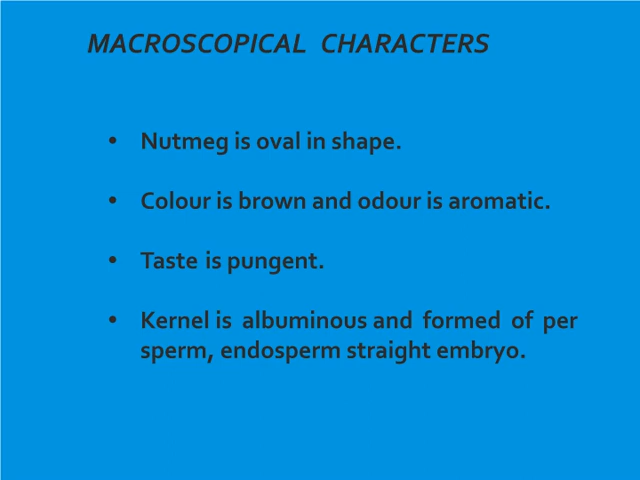 MACROSCOPICAL CHARACTERS
• Nutmeg is oval in shape.
• Colour is brown and odour is aromatic.
• Taste is pungent.
• Kernel is albuminous and formed of per
sperm, endosperm straight embryo.